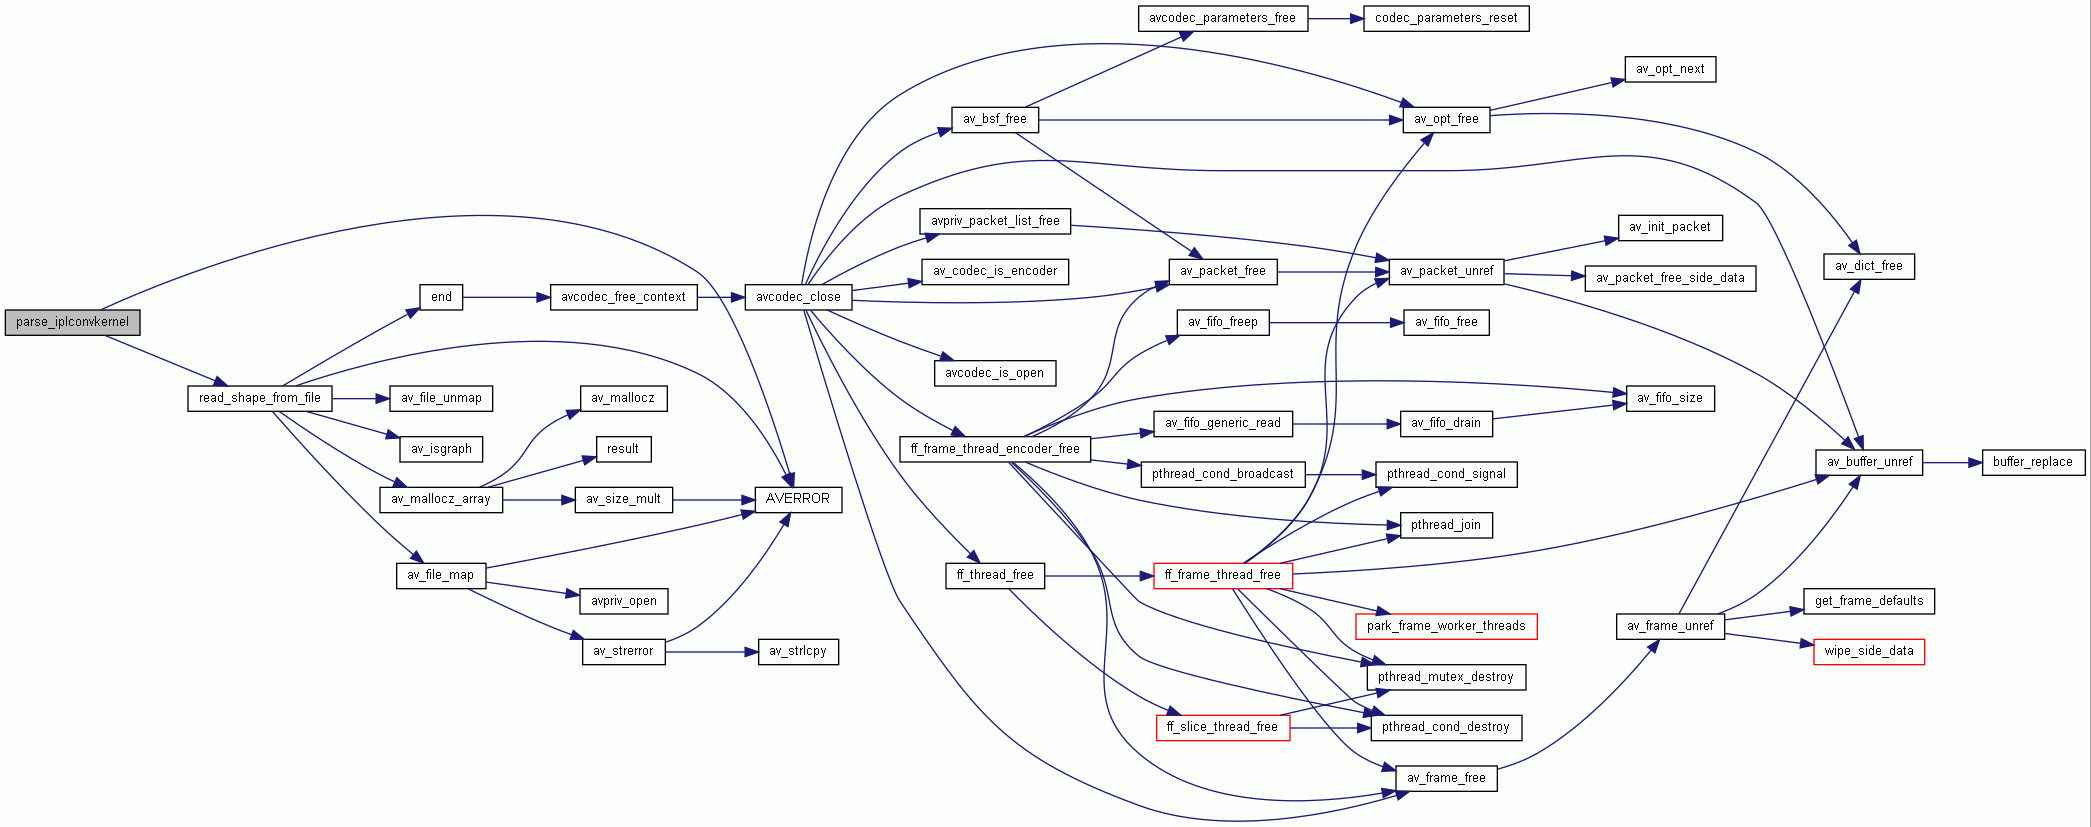 parse_iplconvkernel
read_shape_from_file
end
av_file_unmap
av_isgraph
av_mallocz_array
av_file_map
avcodec_free_context
av_mallocz
result
av_size_mult
avpriv_open
av_strerror
avcodec_close
AVERROR
av_strlcpy
av_bsf_free
avpriv_packet_list_free
av_codec_is_encoder
avcodec_is_open
ff_frame_thread_encoder_free
ff_thread_free
avcodec_parameters_free
av_packet_free
av_fifo_freep
av_fifo_generic_read
pthread_cond_broadcast
ff_frame_thread_free
ff_slice_thread_free
codec_parameters_reset
av_opt_free
av_packet_unref
av_fifo_free
av_fifo_drain
pthread_cond_signal
pthread_join
park_frame_worker_threads
pthread_mutex_destroy
pthread_cond_destroy
av_frame_free
av_opt_next
av_init_packet
av_packet_free_side_data
av_fifo_size
av_frame_unref
av_dict_free
av_buffer_unref
get_frame_defaults
wipe_side_data
buffer_replace